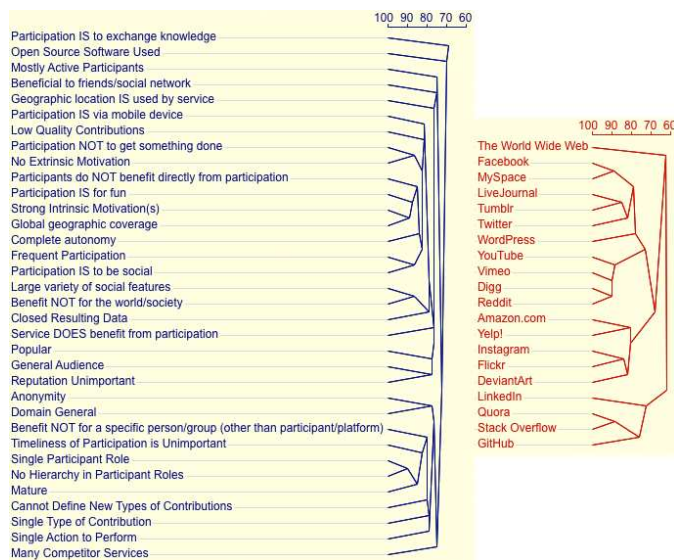 100 90 80 70 60
Participation IS to exchange knowledge
Open Source Software Used
Mostly Active Participants
Beneficial to friends/social network
Geographic location IS used by service
Participation IS via mobile device
Low Quality Contributions
Participation NOT to get something done
No Extrinsic Motivation
Participants do NOT benefit directly from participation
Participation IS for fun
Strong Intrinsic Motivation(s)
Global geographic coverage
Complete autonomy
Frequent Participation
Participation IS to be social
Large variety of social features
Benefit NOT for the world/society
Closed Resulting Data
Service DOES benefit from participation
Popular
General Audience
Reputation Unimportant
Anonymity
Domain General
Benefit NOT for a specific person/group (other than participant/platform)
Timeliness of Participation is Unimportant
Single Participant Role
No Hierarchy in Participant Roles
Mature
Cannot Define New Types of Contributions
Single Type of Contribution
Single Action to Perform
Many Competitor Services
100 90 80 70 60
The World Wide Web
Facebook
MySpace
LiveJournal
Tumblr
Twitter
WordPress
YouTube
Vimeo
Digg
Reddit
Amazon.com
Yelp!
Instagram
Flickr
DeviantArt
LinkedIn
Quora
Stack Overflow
GitHub